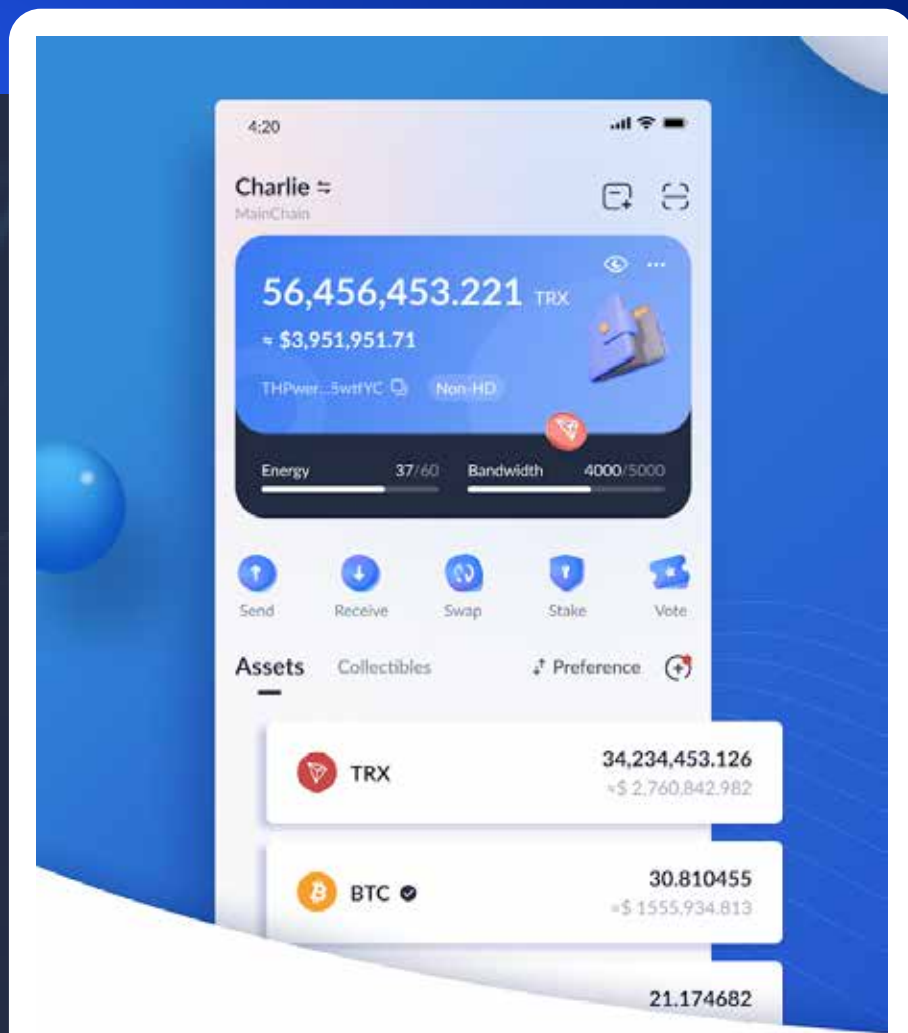 4:20
Charlie
MainChain
56,456,453.221 TRX
≈ $3,951,951.71
THPwer...5wtfYC Non-HD
Energy 37/60 Bandwidth 4000/5000
Send Receive Swap Stake Vote
Assets Collectibles Preference
TRX 34,234,453.126
≈$ 2,760,842.982
BTC 30.810455
≈$ 1555,934.813
21.174682